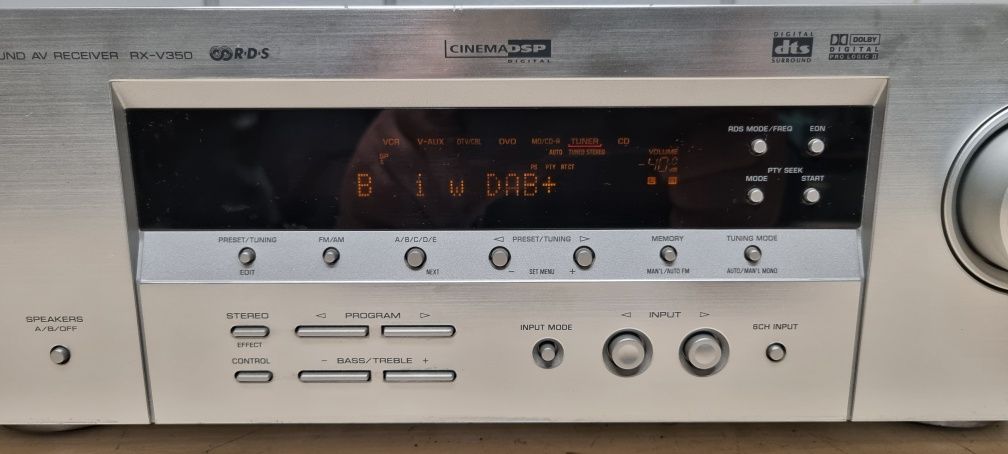 UND AV RECEIVER RX-V350 R·D·S
CINEMA DSP
DIGITAL
DIGITAL
dts
SURROUND
DOLBY
DIGITAL
PRO LOGIC II
VCR V-AUX DTV/CBL DVD MD/CD-R TUNER CD
AUTO TUNED STEREO
VOLUME
SP
PS PTY RT CT
-40.0 dB
B i w DAB+
RDS MODE/FREQ EON
PTY SEEK
MODE START
PRESET/TUNING FM/AM A/B/C/D/E ◁ PRESET/TUNING ▷ MEMORY TUNING MODE
EDIT NEXT – SET MENU + MAN'L/AUTO FM AUTO/MAN'L MONO
SPEAKERS
A/B/OFF
STEREO ◁ PROGRAM ▷
EFFECT
INPUT MODE ◁ INPUT ▷ 6CH INPUT
CONTROL – BASS/TREBLE +